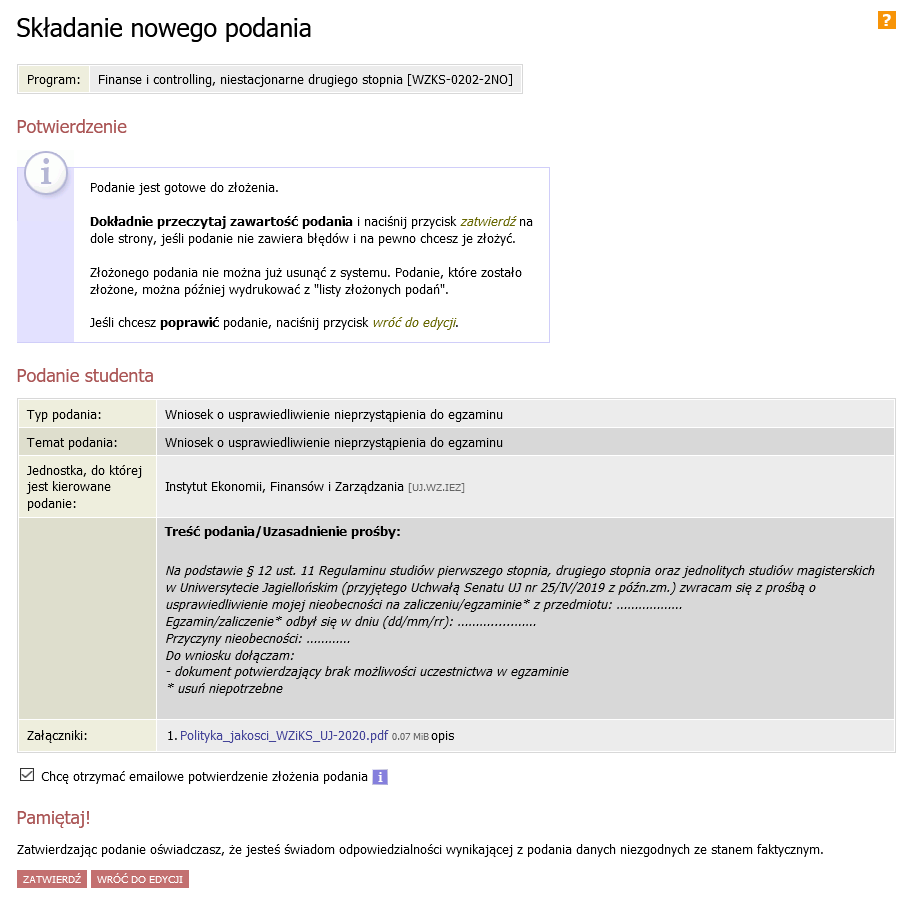 Składanie nowego podania
?
Program: Finanse i controlling, niestacjonarne drugiego stopnia [WZKS-0202-2NO]
Potwierdzenie
i
Podanie jest gotowe do złożenia.
Dokładnie przeczytaj zawartość podania i naciśnij przycisk zatwierdź na
dole strony, jeśli podanie nie zawiera błędów i na pewno chcesz je złożyć.
Złożonego podania nie można już usunąć z systemu. Podanie, które zostało
złożone, można później wydrukować z "listy złożonych podań".
Jeśli chcesz poprawić podanie, naciśnij przycisk wróć do edycji.
Podanie studenta
Typ podania: Wniosek o usprawiedliwienie nieprzystąpienia do egzaminu
Temat podania: Wniosek o usprawiedliwienie nieprzystąpienia do egzaminu
Jednostka, do której
jest kierowane
podanie:
Instytut Ekonomii, Finansów i Zarządzania [UJ.WZ.IEZ]
Treść podania/Uzasadnienie prośby:
Na podstawie § 12 ust. 11 Regulaminu studiów pierwszego stopnia, drugiego stopnia oraz jednolitych studiów magisterskich
w Uniwersytecie Jagiellońskim (przyjętego Uchwałą Senatu UJ nr 25/IV/2019 z późn.zm.) zwracam się z prośbą o
usprawiedliwienie mojej nieobecności na zaliczeniu/egzaminie* z przedmiotu: ..................
Egzamin/zaliczenie* odbył się w dniu (dd/mm/rr): ......................
Przyczyny nieobecności: ............
Do wniosku dołączam:
- dokument potwierdzający brak możliwości uczestnictwa w egzaminie
* usuń niepotrzebne
Załączniki: 1. Polityka_jakosci_WZiKS_UJ-2020.pdf 0.07 MiB opis
Chcę otrzymać emailowe potwierdzenie złożenia podania i
Pamiętaj!
Zatwierdzając podanie oświadczasz, że jesteś świadom odpowiedzialności wynikającej z podania danych niezgodnych ze stanem faktycznym.
ZATWIERDŹ WRÓĆ DO EDYCJI